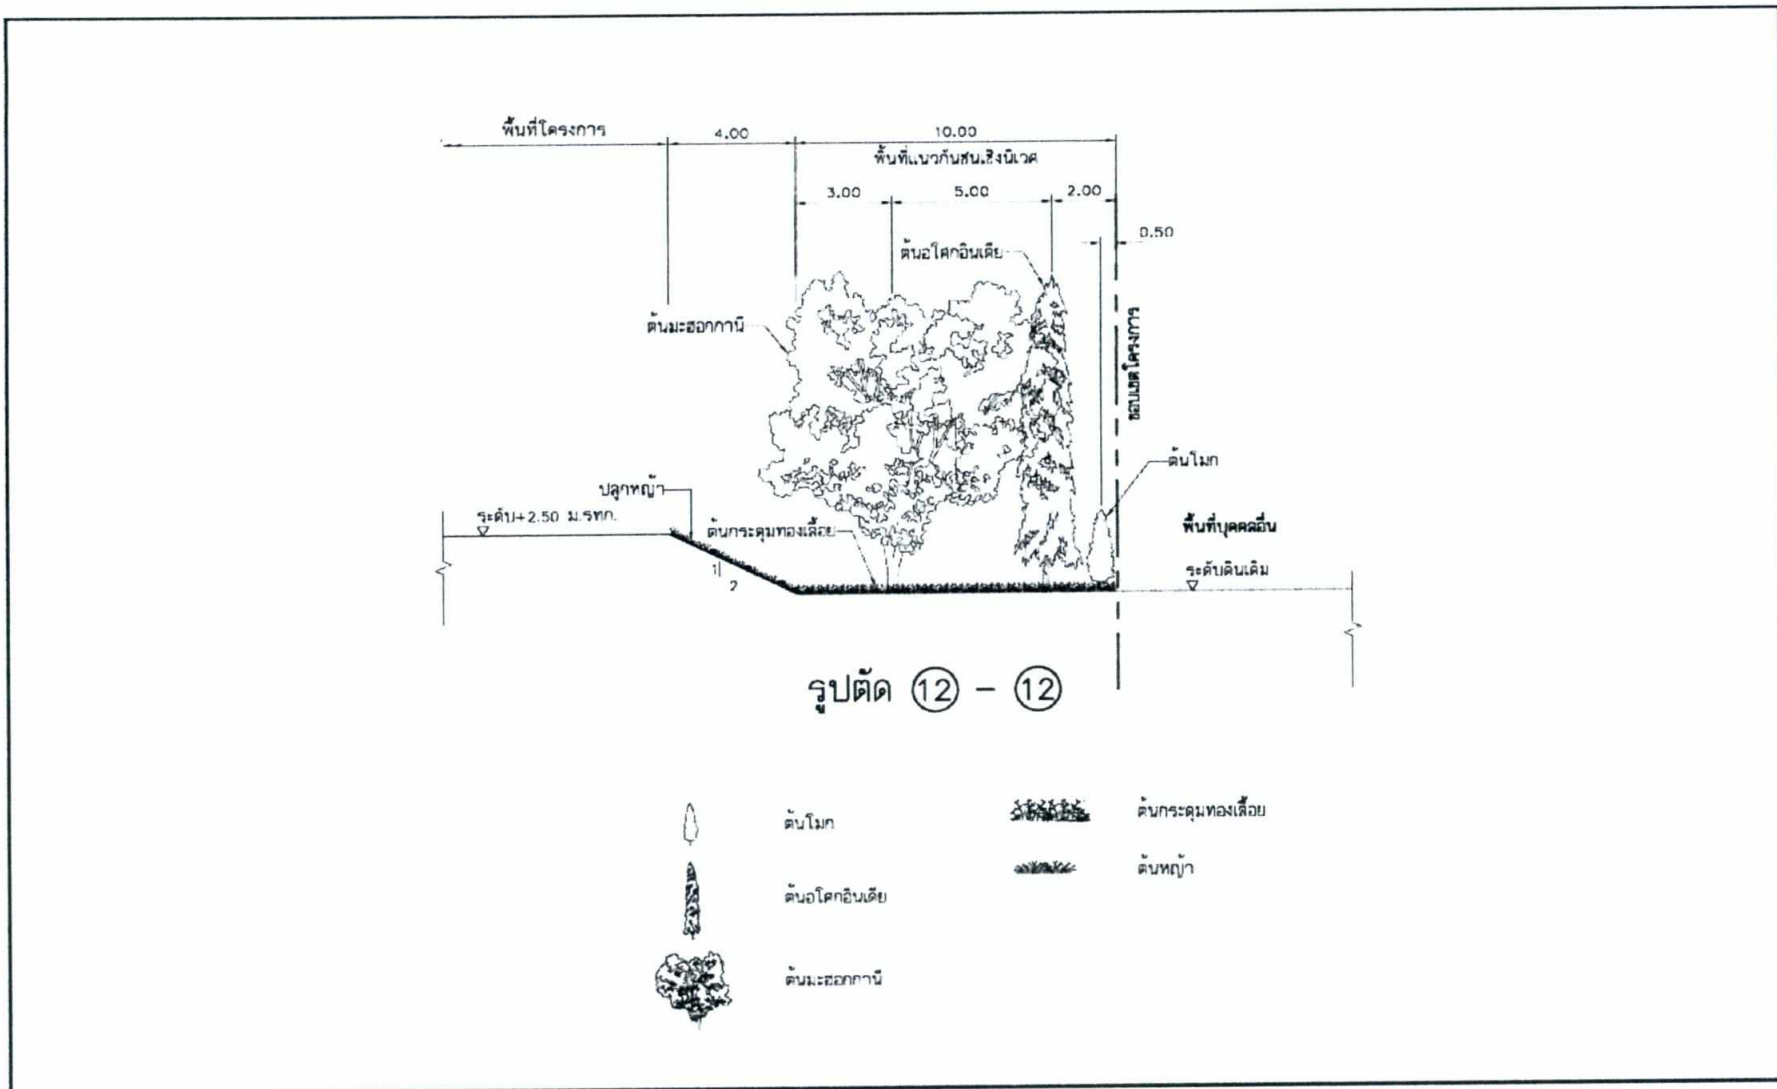 พื้นที่โครงการ 4.00 10.00
พื้นที่แนวกันชนเชิงนิเวศ
3.00 5.00 2.00
0.50
ต้นอโศกอินเดีย
ต้นมะฮอกกานี
ขอบเขตโครงการ
ต้นโมก
ปลูกหญ้า
ระดับ+2.50 ม.รทก.
ต้นกระดุมทองเลื้อย
พื้นที่บุคคลอื่น
ระดับดินเดิม
1
2
รูปตัด 12 - 12
ต้นโมก
ต้นกระดุมทองเลื้อย
ต้นหญ้า
ต้นอโศกอินเดีย
ต้นมะฮอกกานี